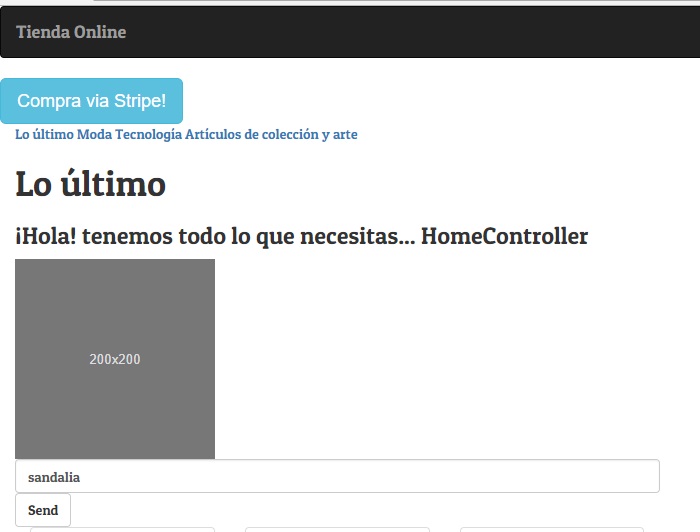 Tienda Online
Compra via Stripe!
Lo último Moda Tecnología Artículos de colección y arte
Lo último
¡Hola! tenemos todo lo que necesitas... HomeController
200x200
sandalia
Send